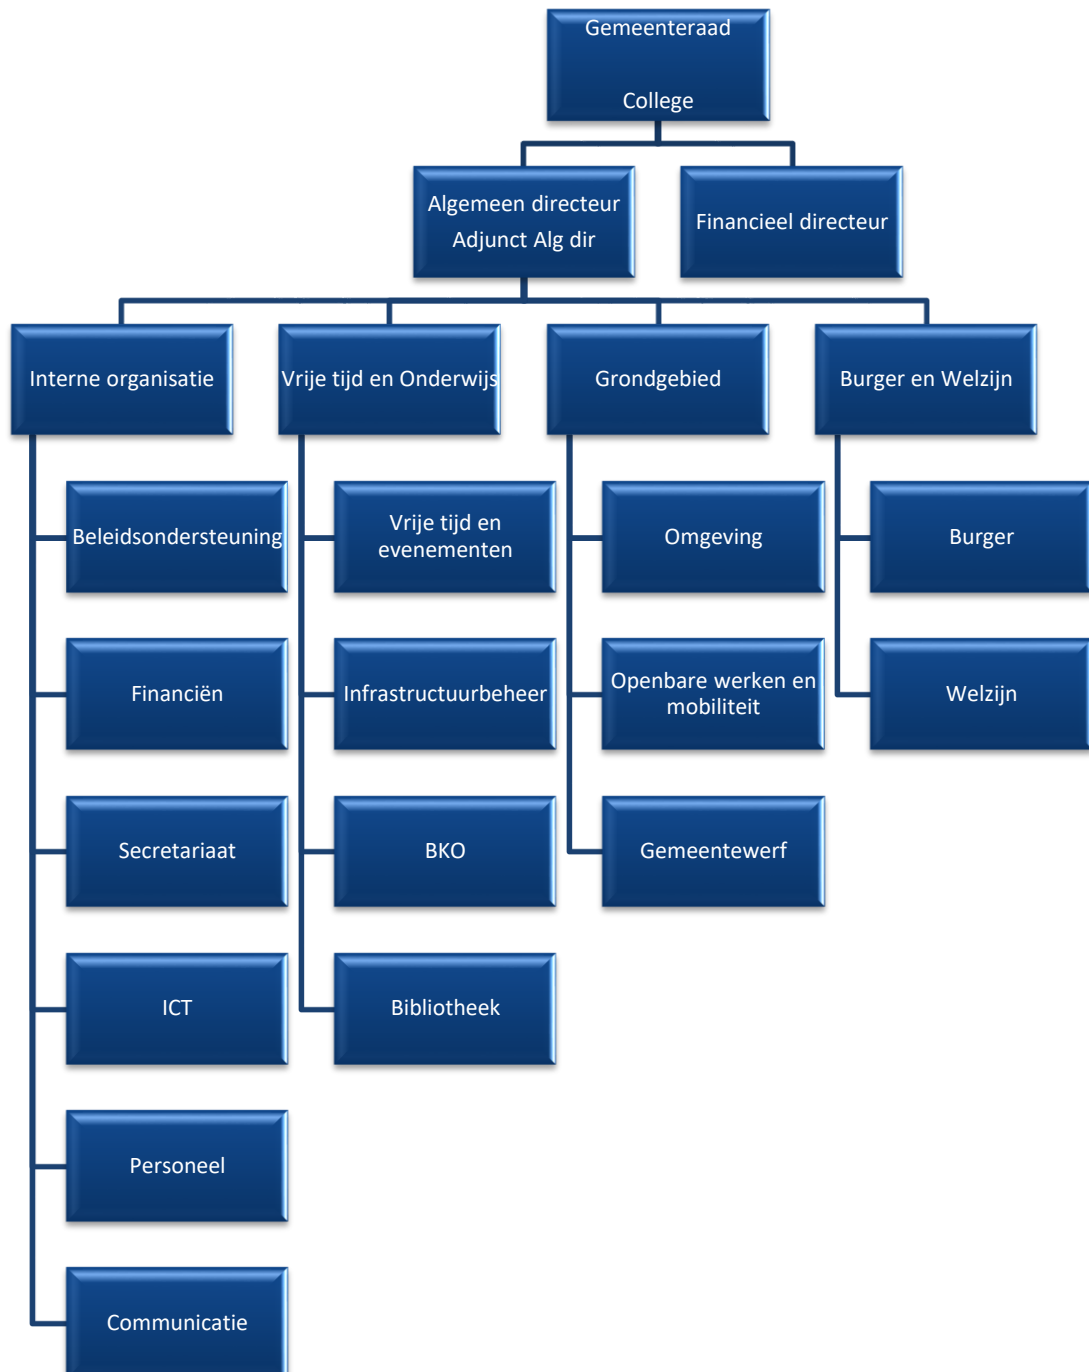 Gemeenteraad
College
Algemeen directeur
Adjunct Alg dir
Financieel directeur
Interne organisatie
Vrije tijd en Onderwijs
Grondgebied
Burger en Welzijn
Beleidsondersteuning
Vrije tijd en
evenementen
Omgeving
Burger
Financiën
Infrastructuurbeheer
Openbare werken en
mobiliteit
Welzijn
Secretariaat
BKO
Gemeentewerf
ICT
Bibliotheek
Personeel
Communicatie